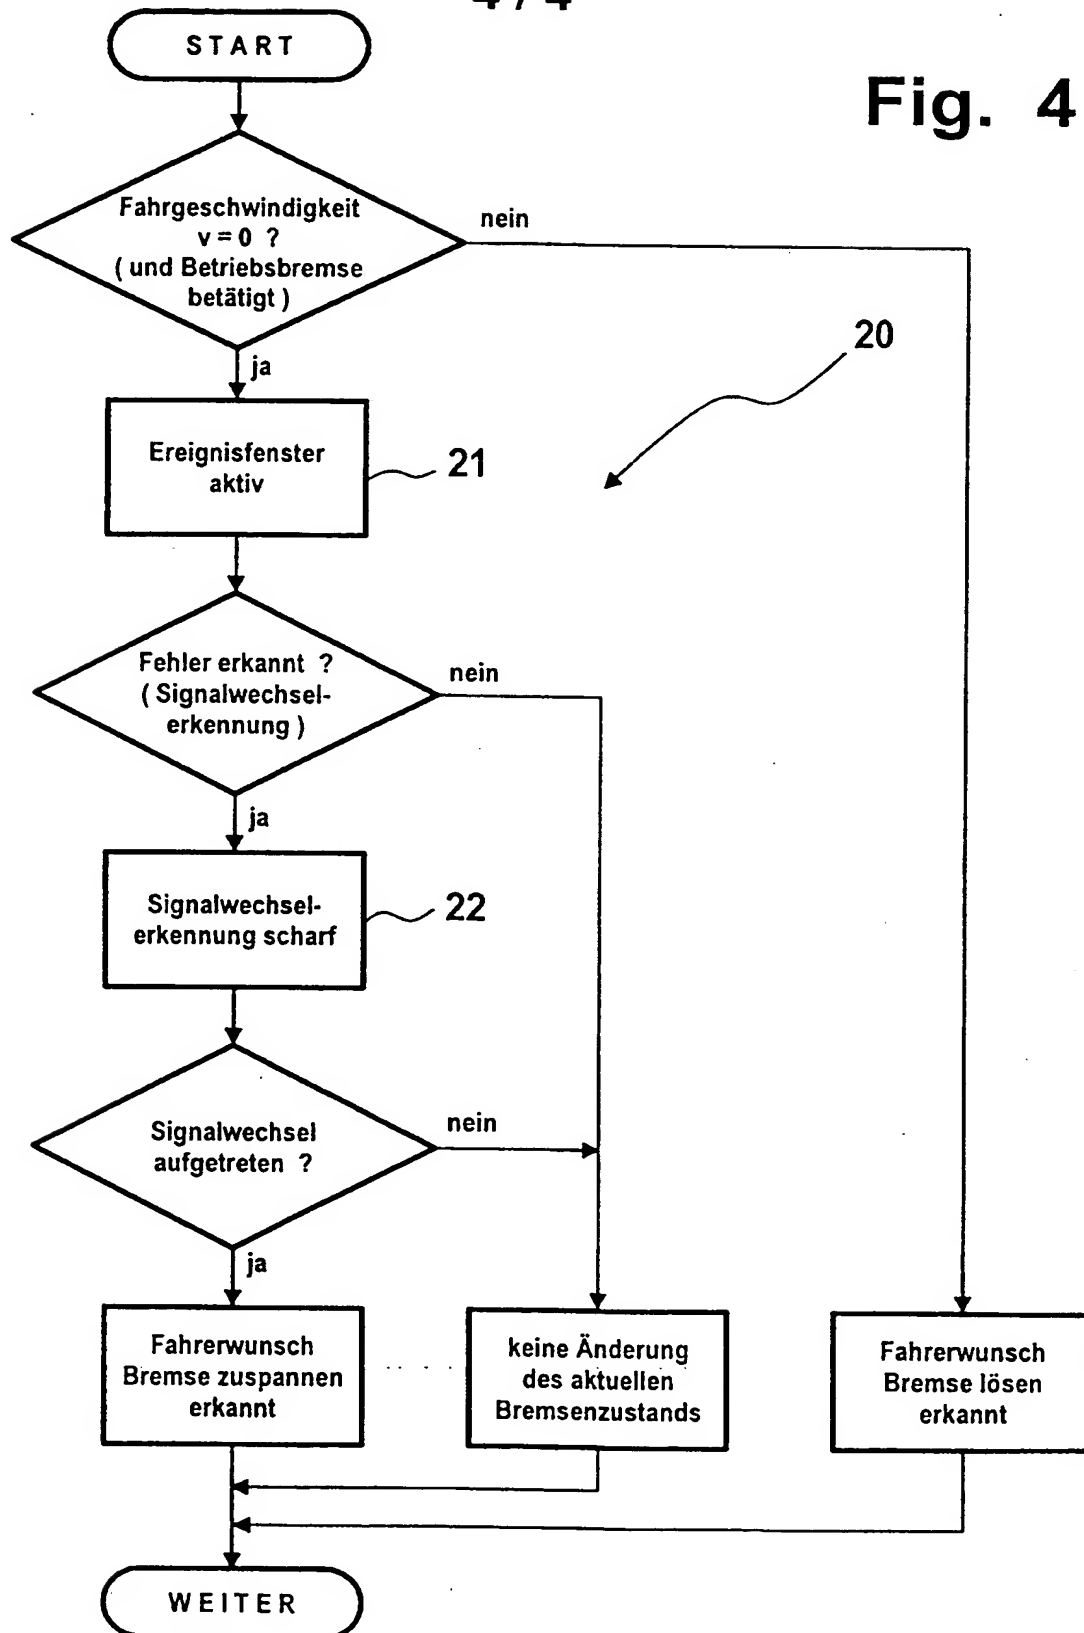 4 / 4
START
Fig. 4
Fahrgeschwindigkeit
v = 0 ?
( und Betriebsbremse
betätigt )
nein
ja
20
Ereignisfenster
aktiv
21
Fehler erkannt ?
( Signalwechsel-
erkennung )
nein
ja
Signalwechsel-
erkennung scharf
22
Signalwechsel
aufgetreten ?
nein
ja
Fahrerwunsch
Bremse zuspannen
erkannt
keine Änderung
des aktuellen
Bremsenzustands
Fahrerwunsch
Bremse lösen
erkannt
WEITER